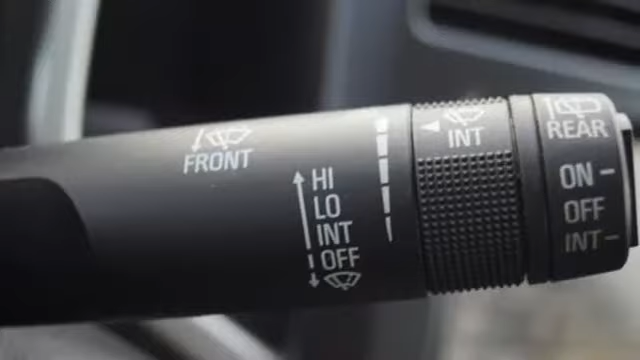 FRONT
HI
LO
INT
OFF
INT
REAR
ON
OFF
INT